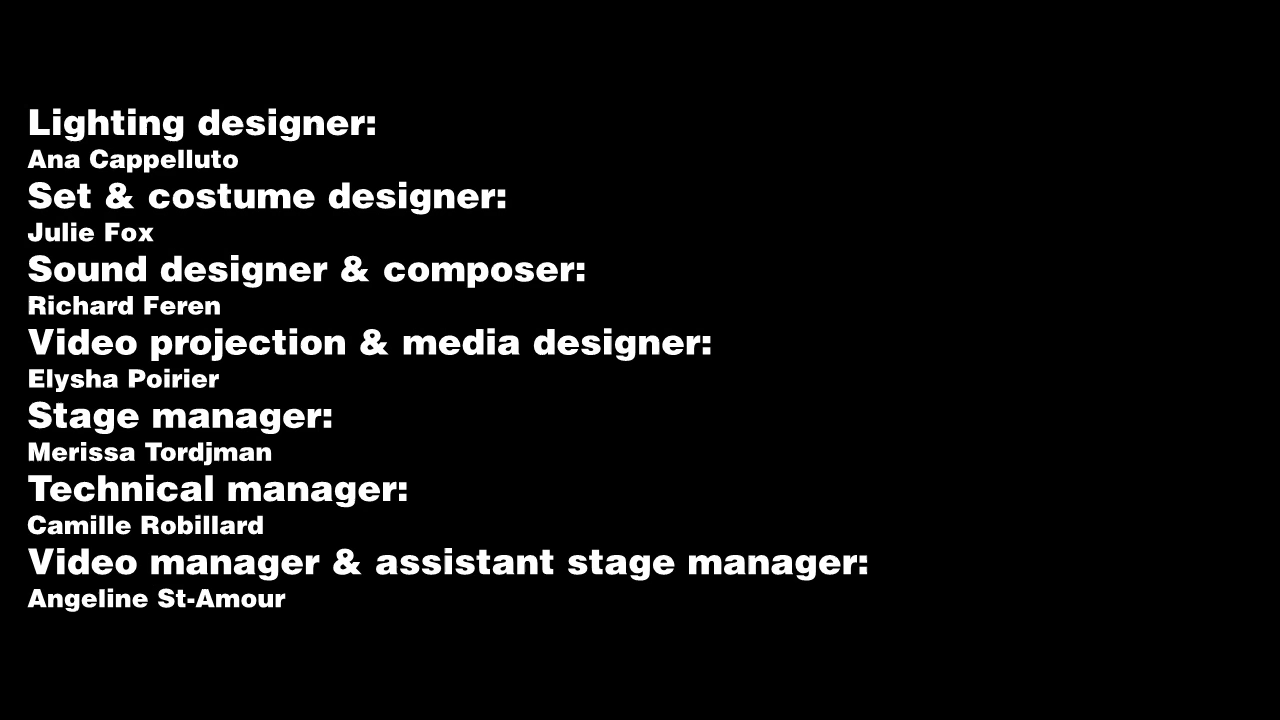 Lighting designer:
Ana Cappelluto
Set & costume designer:
Julie Fox
Sound designer & composer:
Richard Feren
Video projection & media designer:
Elysha Poirier
Stage manager:
Merissa Tordjman
Technical manager:
Camille Robillard
Video manager & assistant stage manager:
Angeline St-Amour